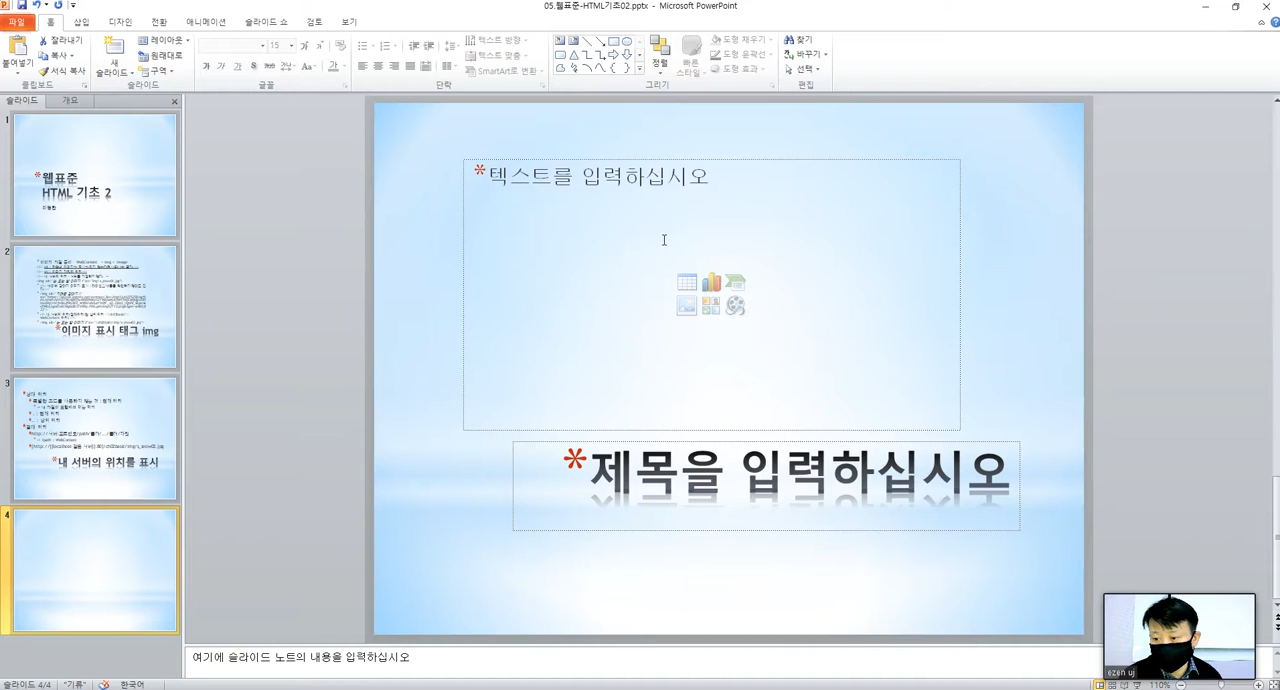 05.웹표준-HTML기초02.pptx - Microsoft PowerPoint
파일 홈 삽입 디자인 전환 애니메이션 슬라이드 쇼 검토 보기
붙여넣기
잘라내기
복사
서식 복사
클립보드
새 슬라이드
레이아웃
원래대로
구역
슬라이드
15
글꼴
텍스트 방향
텍스트 맞춤
SmartArt로 변환
단락
정렬
빠른 스타일
도형 채우기
도형 윤곽선
도형 효과
그리기
찾기
바꾸기
선택
편집
슬라이드 개요
1
*웹표준
HTML 기초 2
2
*이미지 표시 태그 img
3
*내 서버의 위치를 표시
4
*텍스트를 입력하십시오
*제목을 입력하십시오
여기에 슬라이드 노트의 내용을 입력하십시오
ezen uj
슬라이드 4/4 "기류" 한국어 110%